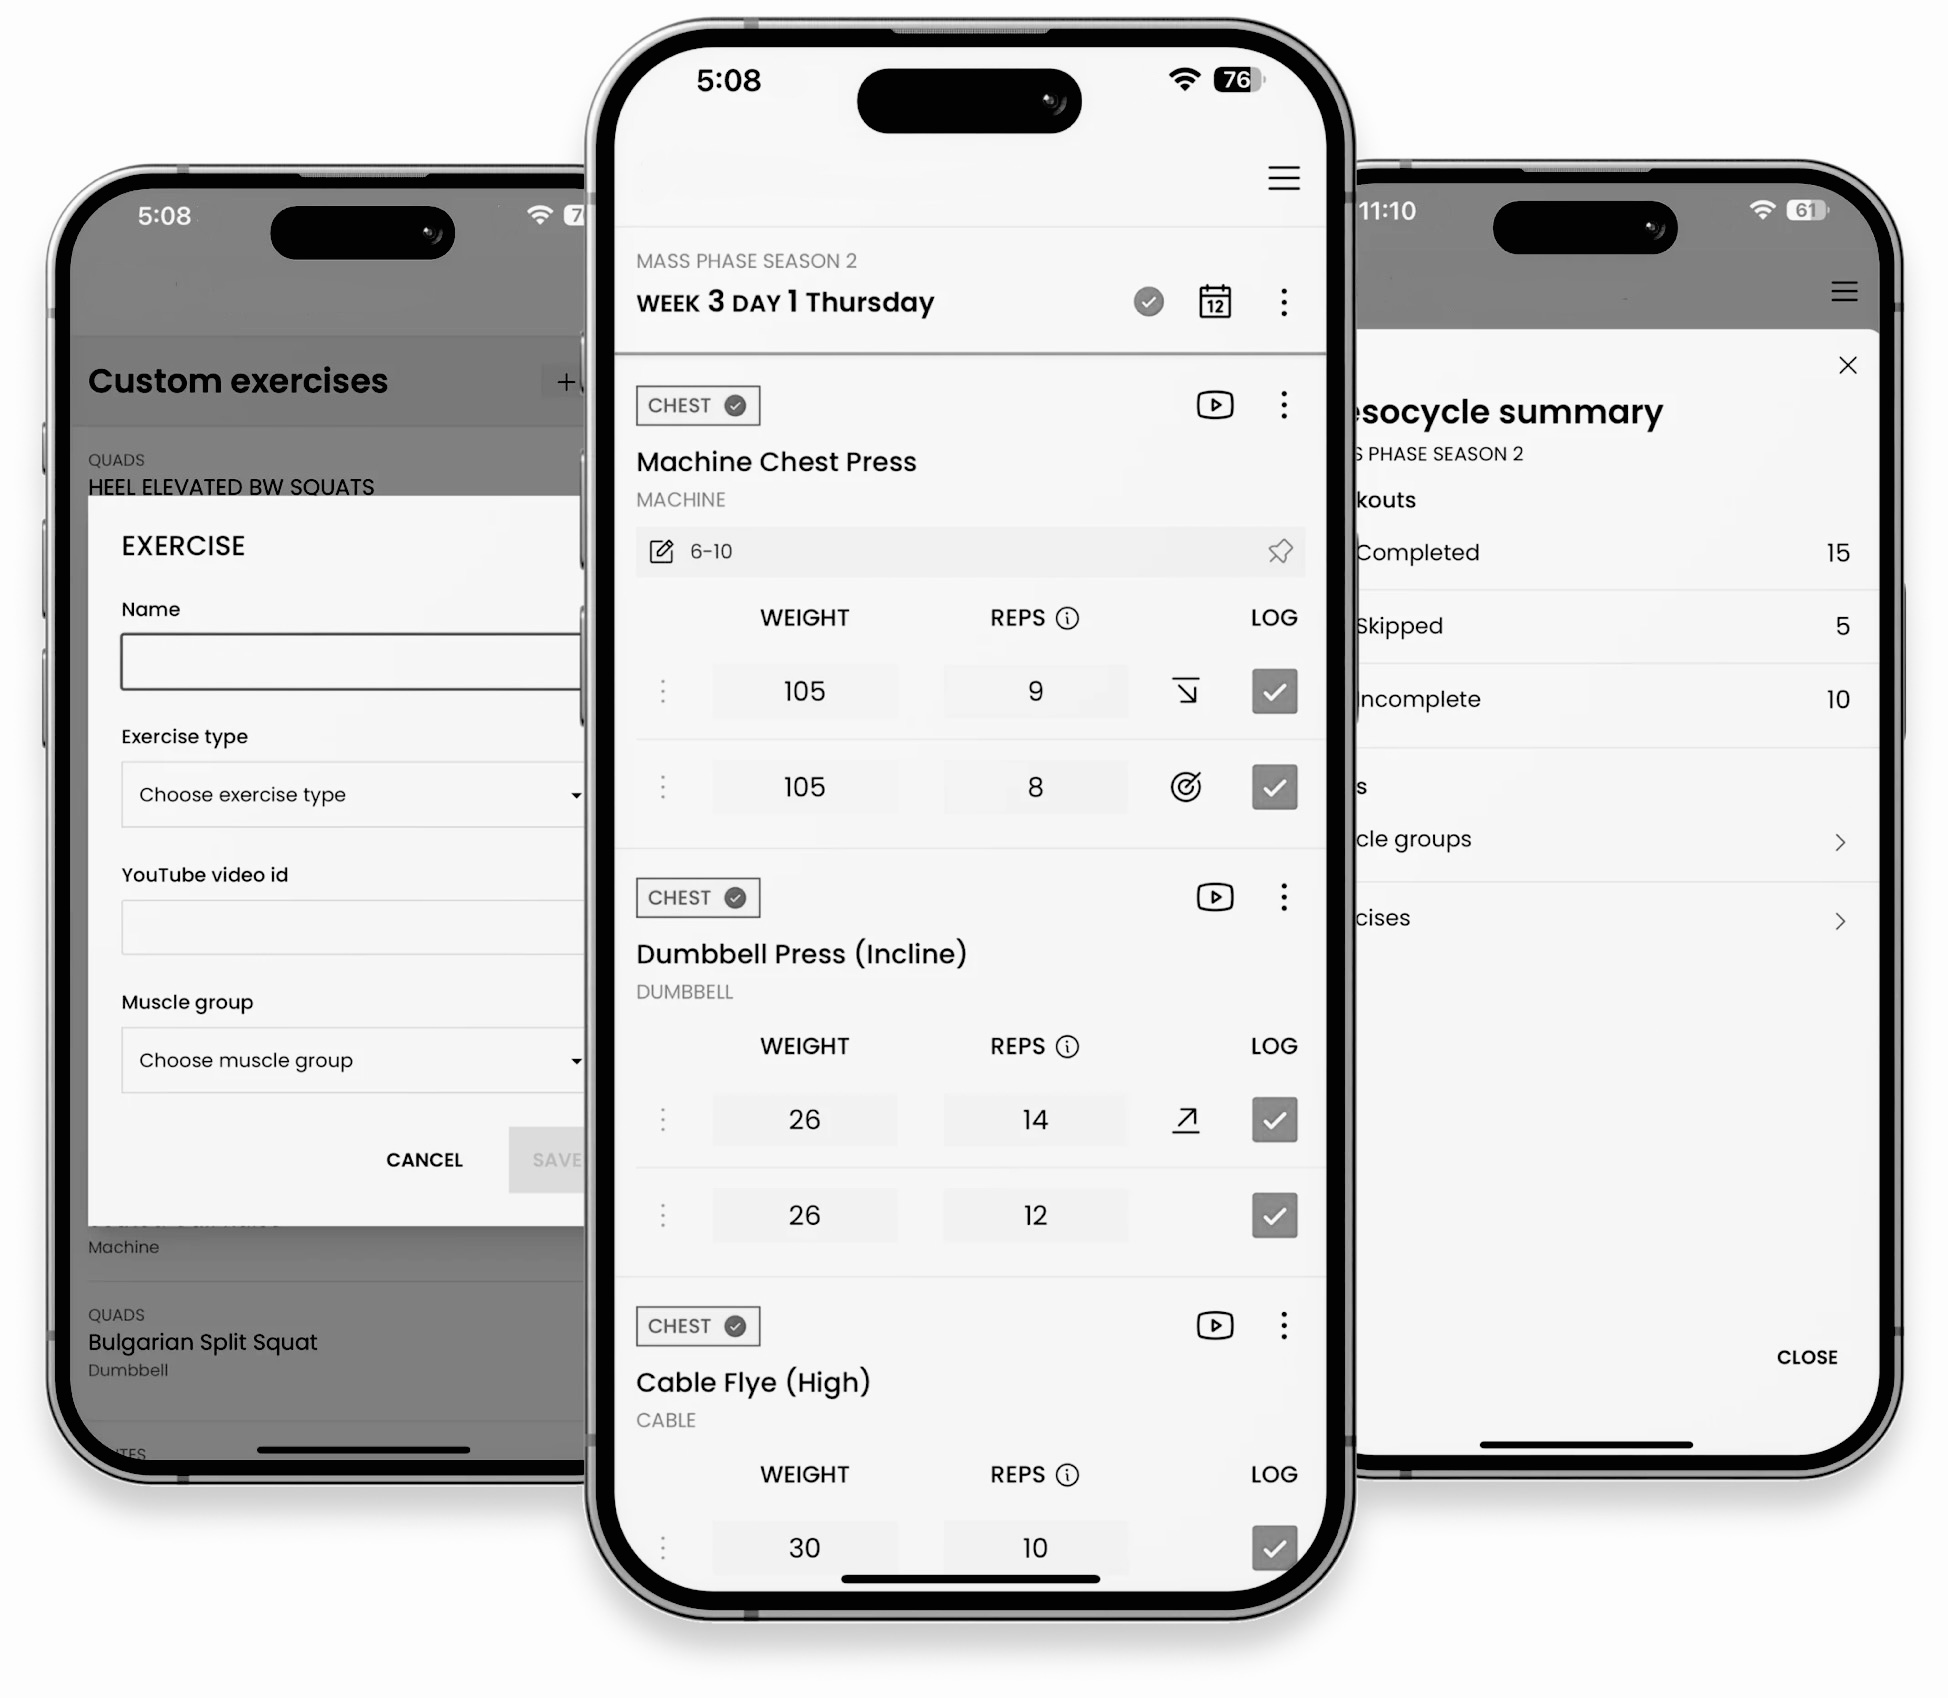 5:08
7
Custom exercises
+
QUADS
HEEL ELEVATED BW SQUATS
EXERCISE
Name
Exercise type
Choose exercise type
YouTube video id
Muscle group
Choose muscle group
CANCEL
SAVE
Machine
QUADS
Bulgarian Split Squat
Dumbbell
5:08
76
MASS PHASE SEASON 2
WEEK 3 DAY 1 Thursday
12
CHEST
Machine Chest Press
MACHINE
6-10
WEIGHT REPS LOG
105 9
105 8
CHEST
Dumbbell Press (Incline)
DUMBBELL
WEIGHT REPS LOG
26 14
26 12
CHEST
Cable Flye (High)
CABLE
WEIGHT REPS LOG
30 10
11:10
61
esocycle summary
S PHASE SEASON 2
kouts
Completed 15
Skipped 5
Incomplete 10
s
cle groups
cises
CLOSE